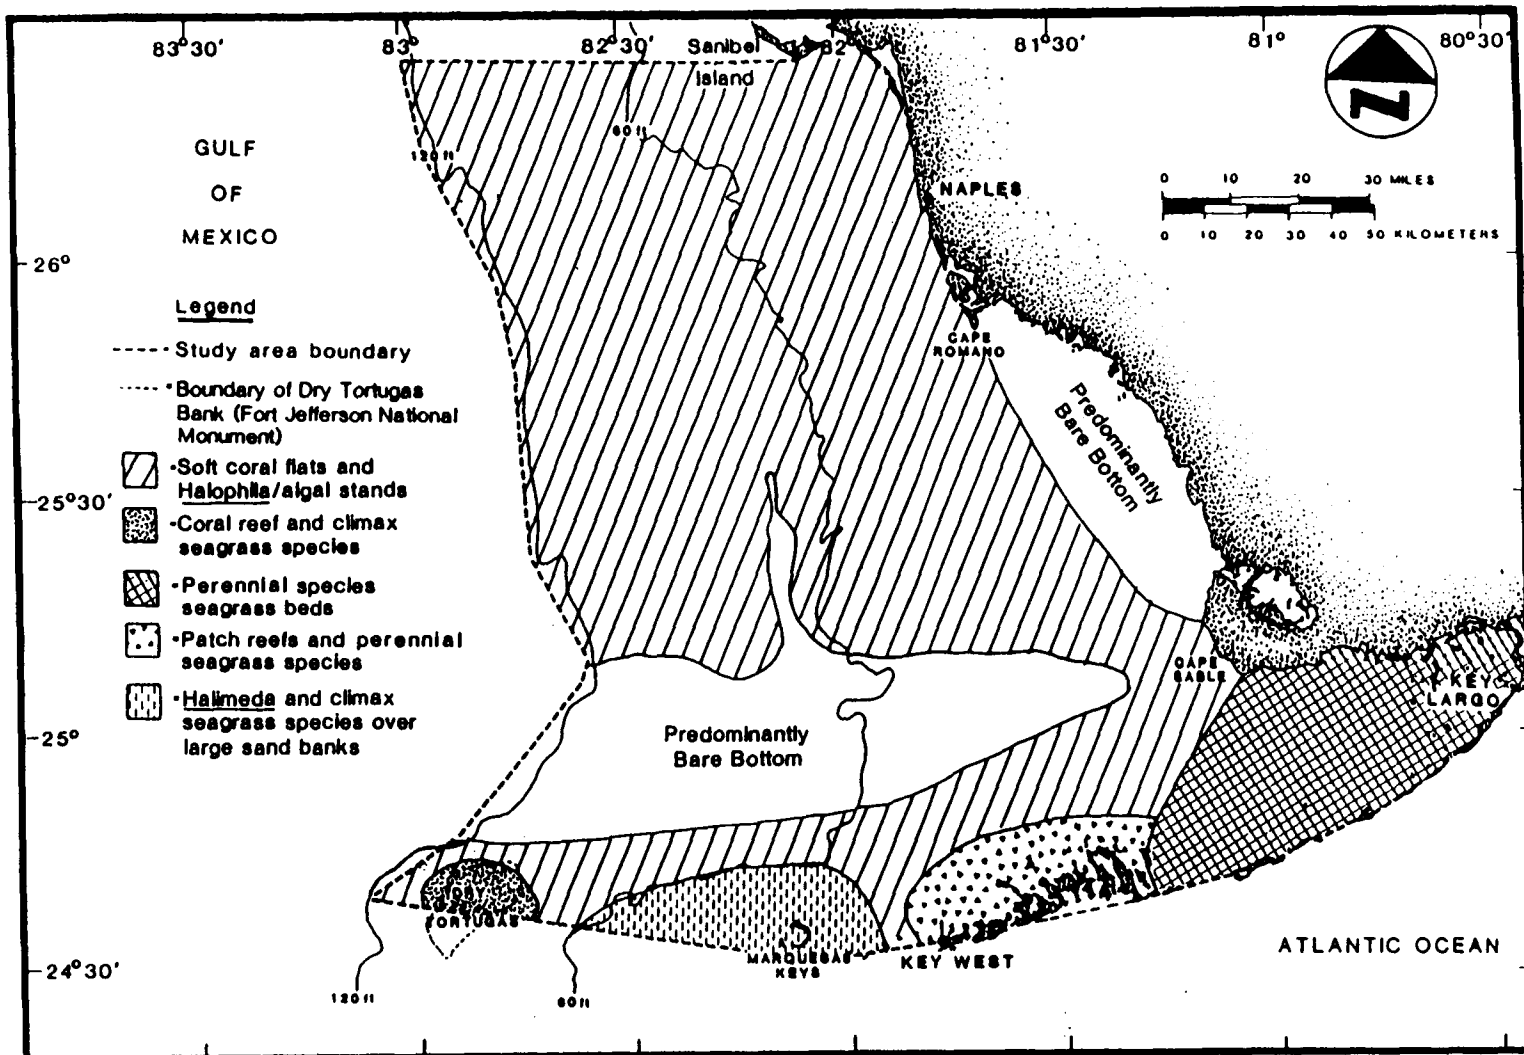 83°30'
83°
82°30'
82°
81°30'
81°
80°30'
Sanibel
Island
60 ft
120 ft
GULF
OF
MEXICO
N
0 10 20 30 MILES
0 10 20 30 40 50 KILOMETERS
NAPLES
26°
CAPE
ROMANO
Legend
Study area boundary
Boundary of Dry Tortugas
Bank (Fort Jefferson National
Monument)
Soft coral flats and
Halophila/algal stands
Coral reef and climax
seagrass species
Perennial species
seagrass beds
Patch reefs and perennial
seagrass species
Halimeda and climax
seagrass species over
large sand banks
Predominantly
Bare Bottom
25°30'
CAPE
SABLE
KEY
LARGO
25°
Predominantly
Bare Bottom
DRY
TORTUGAS
MARQUESAS
KEYS
KEY WEST
ATLANTIC OCEAN
24°30'
120 ft
60 ft